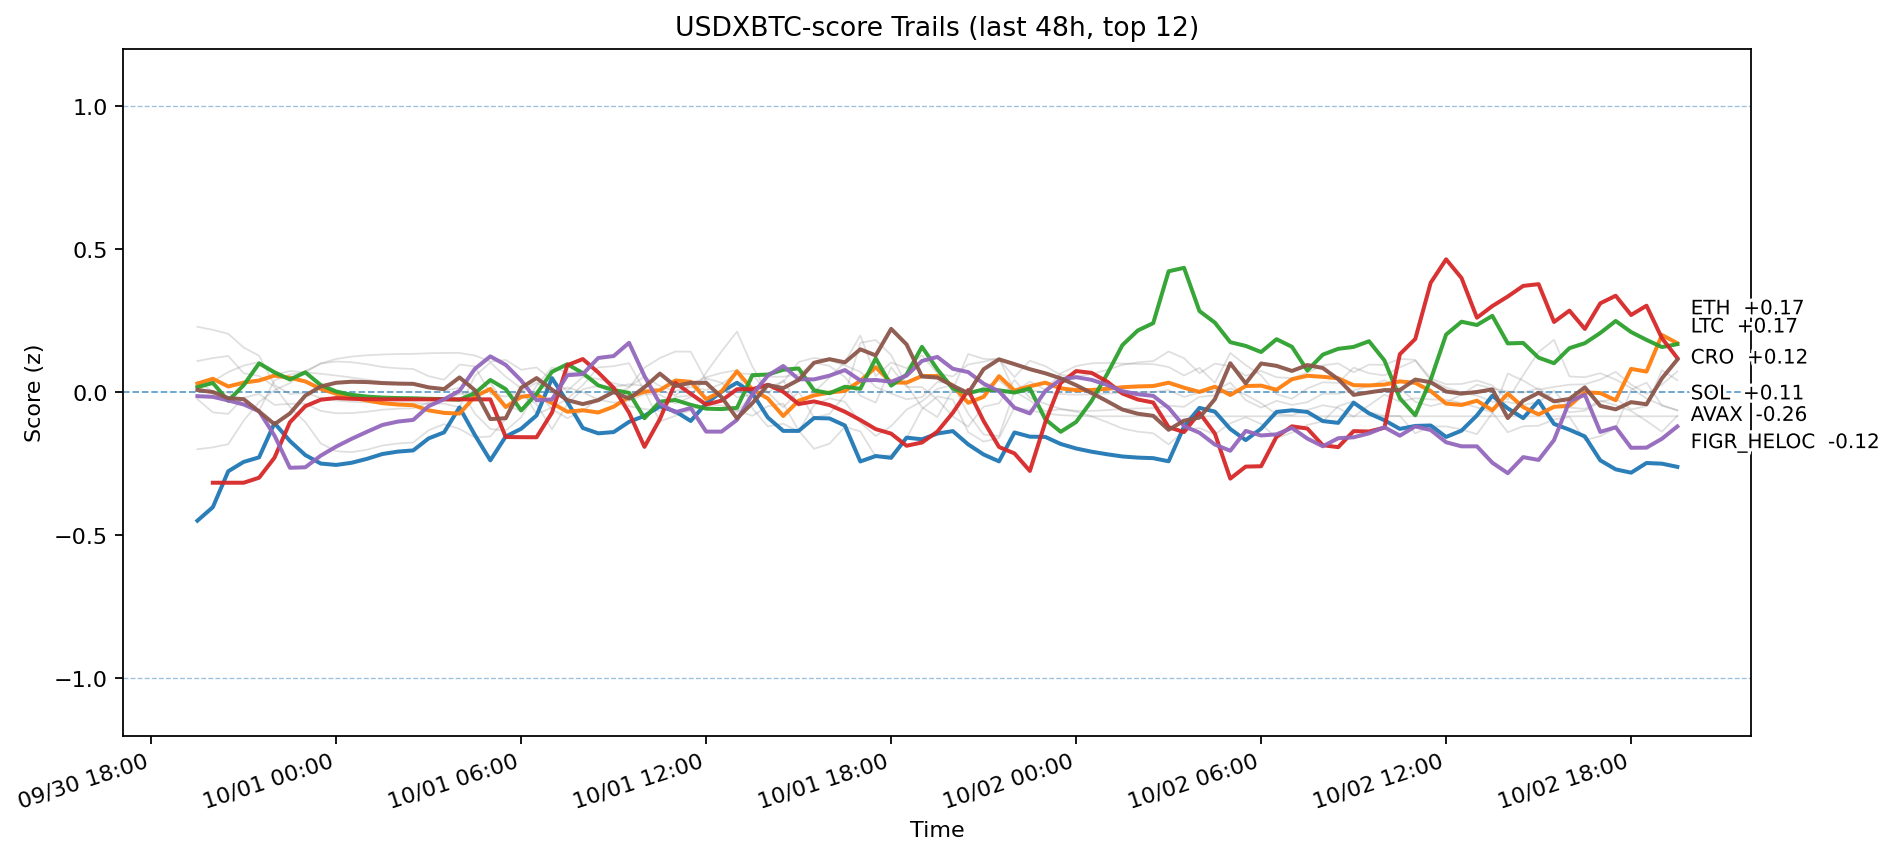 USDXBTC-score Trails (last 48h, top 12)
Score (z)
1.0
0.5
0.0
−0.5
−1.0
ETH +0.17
LTC +0.17
CRO +0.12
SOL +0.11
AVAX -0.26
FIGR_HELOC -0.12
09/30 18:00
10/01 00:00
10/01 06:00
10/01 12:00
10/01 18:00
10/02 00:00
10/02 06:00
10/02 12:00
10/02 18:00
Time